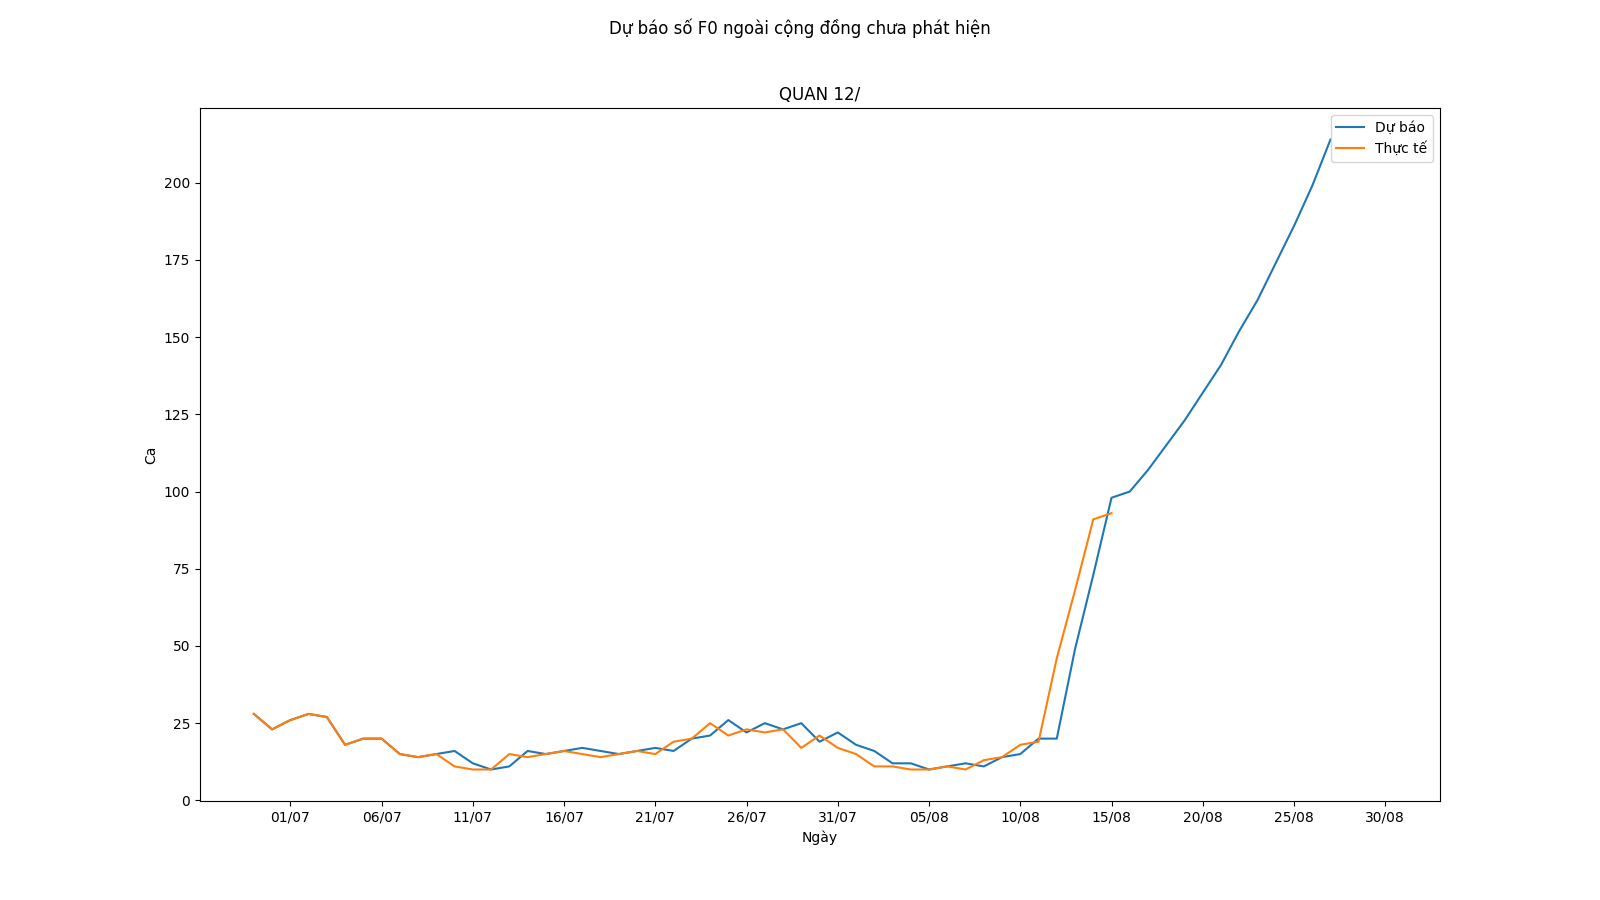 Dự báo số F0 ngoài cộng đồng chưa phát hiện
QUAN 12/
Dự báo
Thực tế
200
175
150
125
100
75
50
25
0
Ca
01/07 06/07 11/07 16/07 21/07 26/07 31/07 05/08 10/08 15/08 20/08 25/08 30/08
Ngày